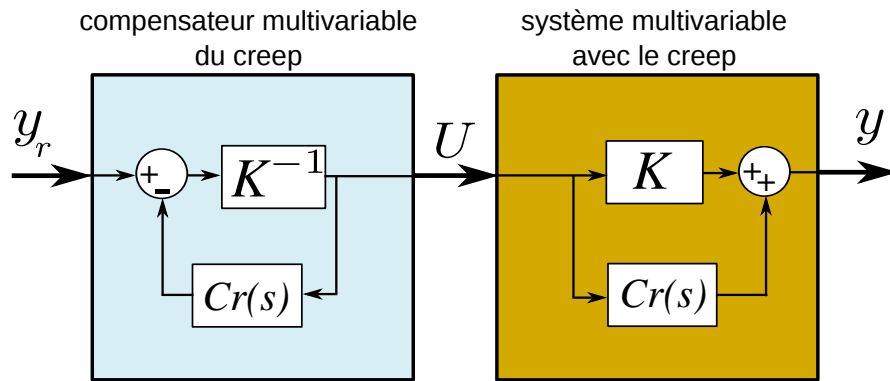 compensateur multivariable
du creep
système multivariable
avec le creep
y_r
+
-
K^{-1}
Cr(s)
U
K
Cr(s)
+
+
y